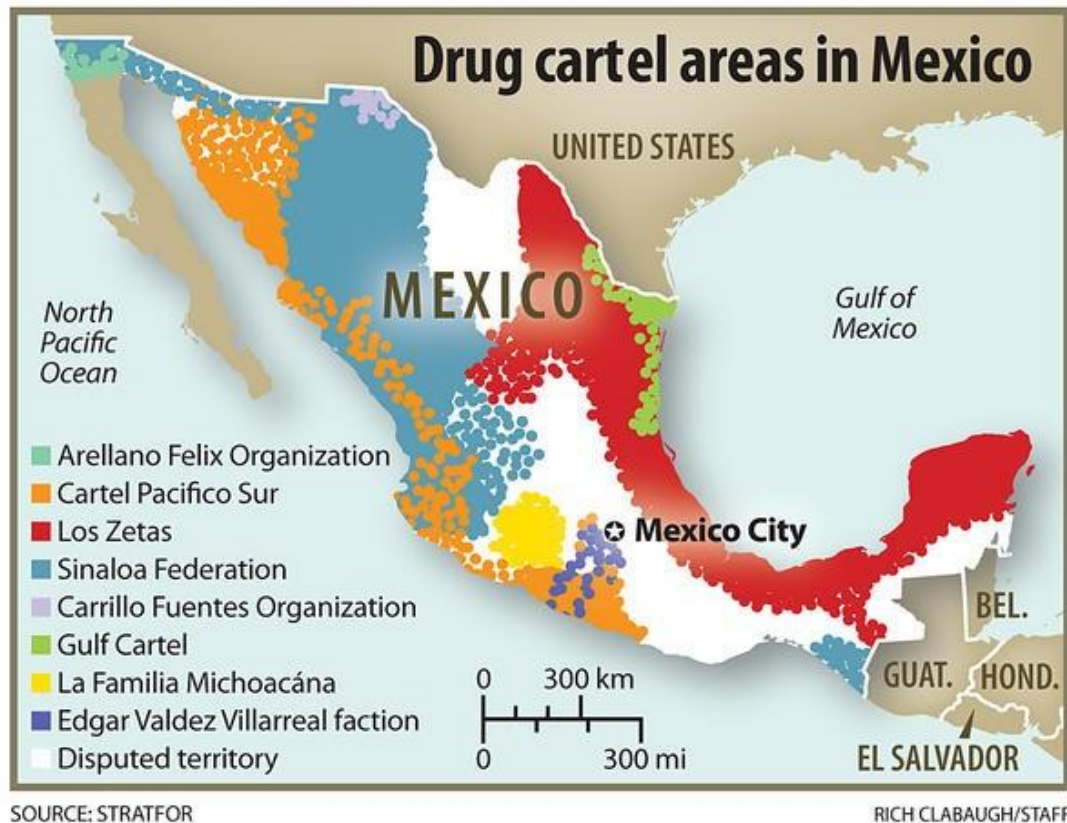 Drug cartel areas in Mexico
UNITED STATES
MEXICO
North
Pacific
Ocean
Gulf of
Mexico
Mexico City
BEL.
GUAT.
HOND.
EL SALVADOR
Arellano Felix Organization
Cartel Pacifico Sur
Los Zetas
Sinaloa Federation
Carrillo Fuentes Organization
Gulf Cartel
La Familia Michoacána
Edgar Valdez Villarreal faction
Disputed territory
0 300 km
0 300 mi
SOURCE: STRATFOR
RICH CLABAUGH/STAFF